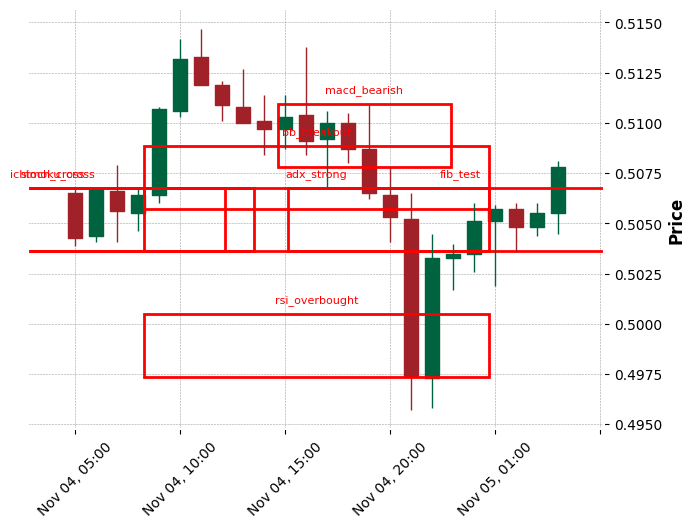 0.5150
0.5125
macd_bearish
0.5100
0.5075
adx_strong
fib_test
0.5050
Price
0.5025
rsi_overbought
0.5000
0.4975
0.4950
Nov 04, 05:00
Nov 04, 10:00
Nov 04, 15:00
Nov 04, 20:00
Nov 05, 01:00